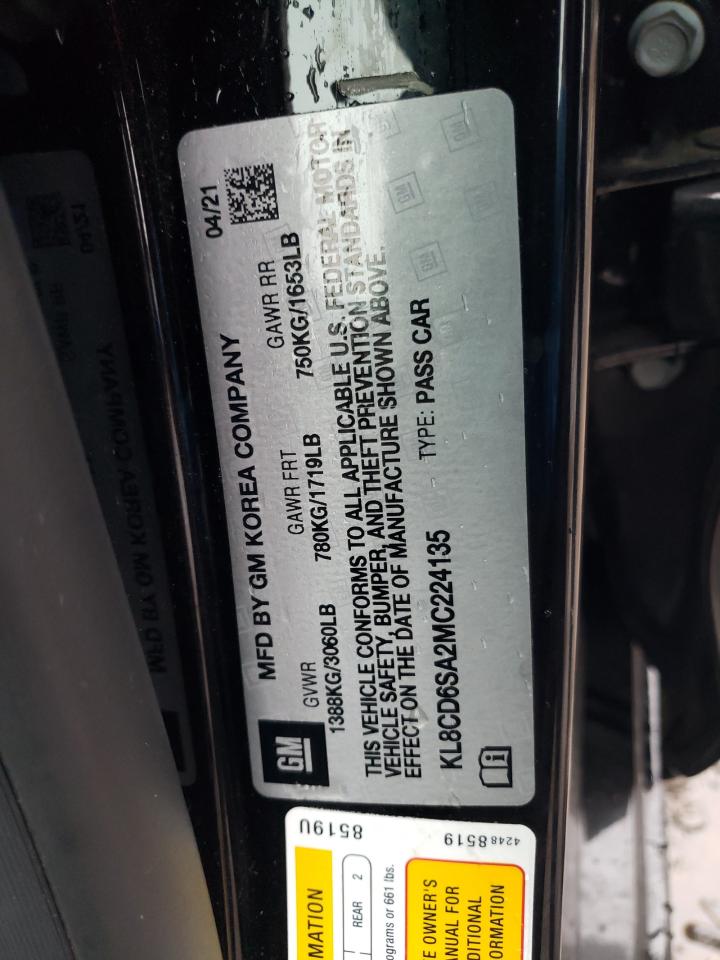 MFD BY GM KOREA COMPANY
04/21
GM
GVWR
GAWR FRT
GAWR RR
1388KG/3060LB
780KG/1719LB
750KG/1653LB
THIS VEHICLE CONFORMS TO ALL APPLICABLE U.S. FEDERAL MOTOR
VEHICLE SAFETY, BUMPER, AND THEFT PREVENTION STANDARDS IN
EFFECT ON THE DATE OF MANUFACTURE SHOWN ABOVE.
KL8CD6SA2MC224135
TYPE: PASS CAR
8519U
42488519
MATION
REAR 2
ograms or 661 lbs.
E OWNER'S
ANUAL FOR
DITIONAL
ORMATION